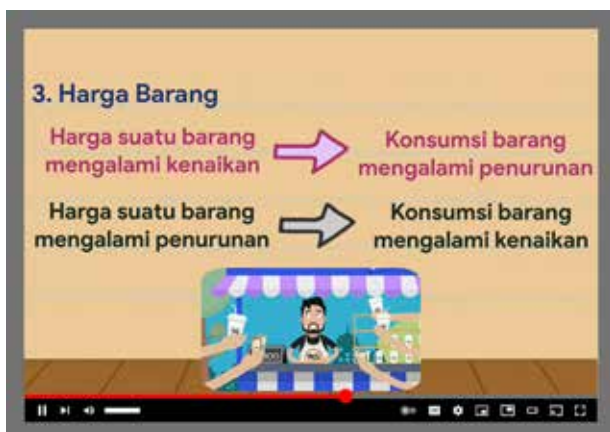 3. Harga Barang
Harga suatu barang
mengalami kenaikan
Konsumsi barang
mengalami penurunan
Harga suatu barang
mengalami penurunan
Konsumsi barang
mengalami kenaikan